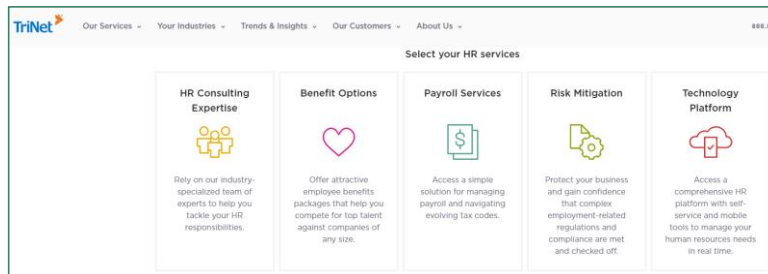 TriNet
Our Services
Your Industries
Trends & Insights
Our Customers
About Us
Select your HR services
HR Consulting
Expertise
Rely on our industry-
specialized team of
experts to help you
tackle your HR
responsibilities.
Benefit Options
Offer attractive
employee benefits
packages that help you
compete for top talent
against companies of
any size.
Payroll Services
$
Access a simple
solution for managing
payroll and navigating
evolving tax codes.
Risk Mitigation
Protect your business
and gain confidence
that complex
employment-related
regulations and
compliance are met
and checked off.
Technology
Platform
Access a
comprehensive HR
platform with self-
service and mobile
tools to manage your
human resources needs
in real time.